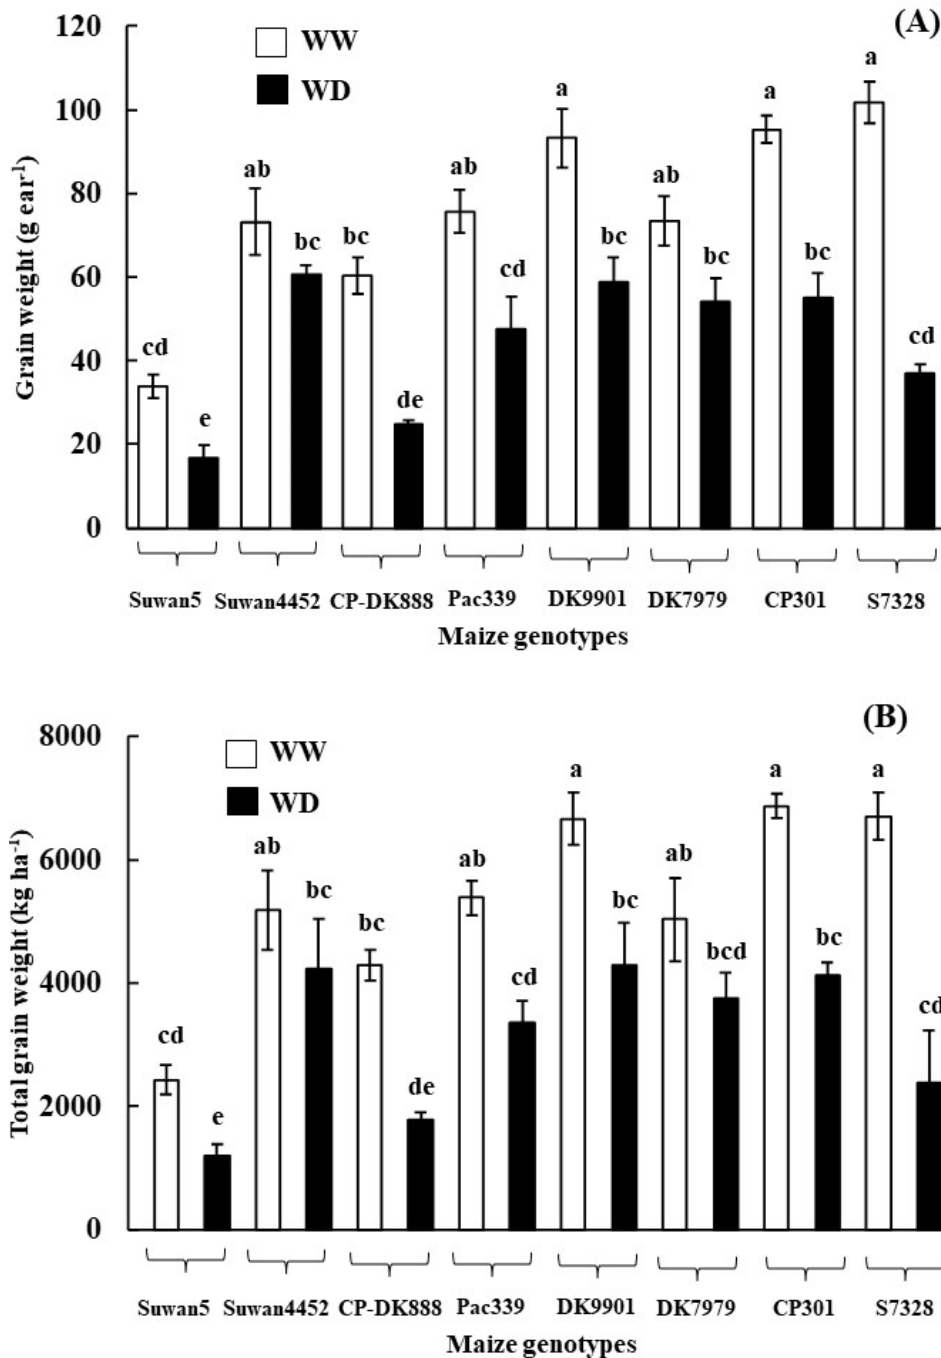 (A)
120
WW
WD
100
80
60
40
20
0
Grain weight (g ear⁻¹)
cd
e
ab
bc
bc
de
ab
cd
a
bc
ab
bc
a
bc
a
cd
Suwan5 Suwan4452 CP-DK888 Pac339 DK9901 DK7979 CP301 S7328
Maize genotypes
(B)
8000
WW
WD
6000
4000
2000
0
Total grain weight (kg ha⁻¹)
cd
e
ab
bc
bc
de
ab
cd
a
bc
ab
bcd
a
bc
a
cd
Suwan5 Suwan4452 CP-DK888 Pac339 DK9901 DK7979 CP301 S7328
Maize genotypes